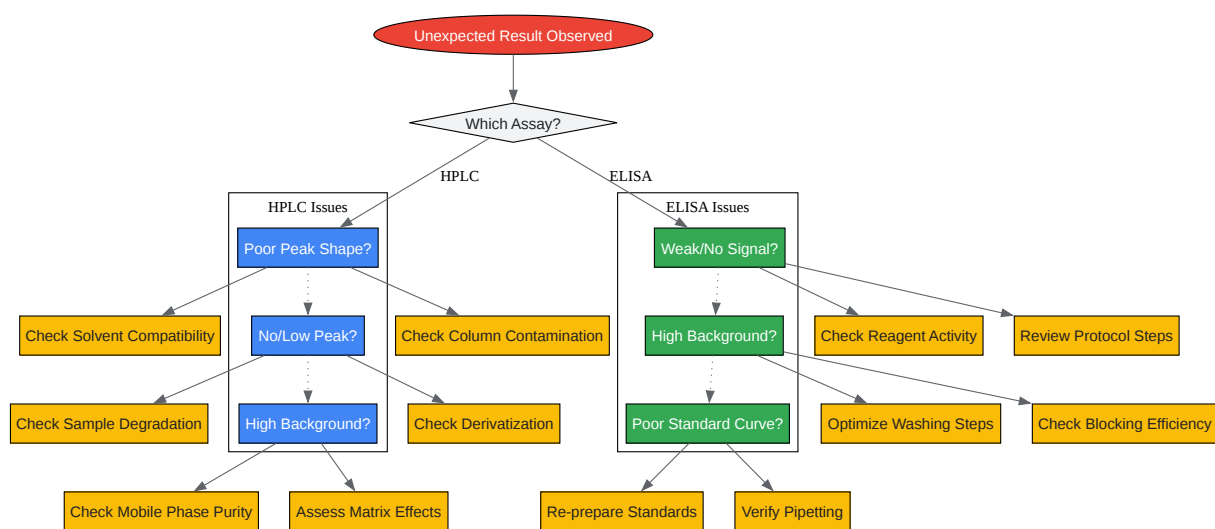 Unexpected Result Observed
Which Assay?
HPLC
ELISA
HPLC Issues
ELISA Issues
Poor Peak Shape?
Weak/No Signal?
Check Solvent Compatibility
No/Low Peak?
Check Column Contamination
High Background?
Check Reagent Activity
Review Protocol Steps
Check Sample Degradation
High Background?
Check Derivatization
Poor Standard Curve?
Optimize Washing Steps
Check Blocking Efficiency
Check Mobile Phase Purity
Assess Matrix Effects
Re-prepare Standards
Verify Pipetting